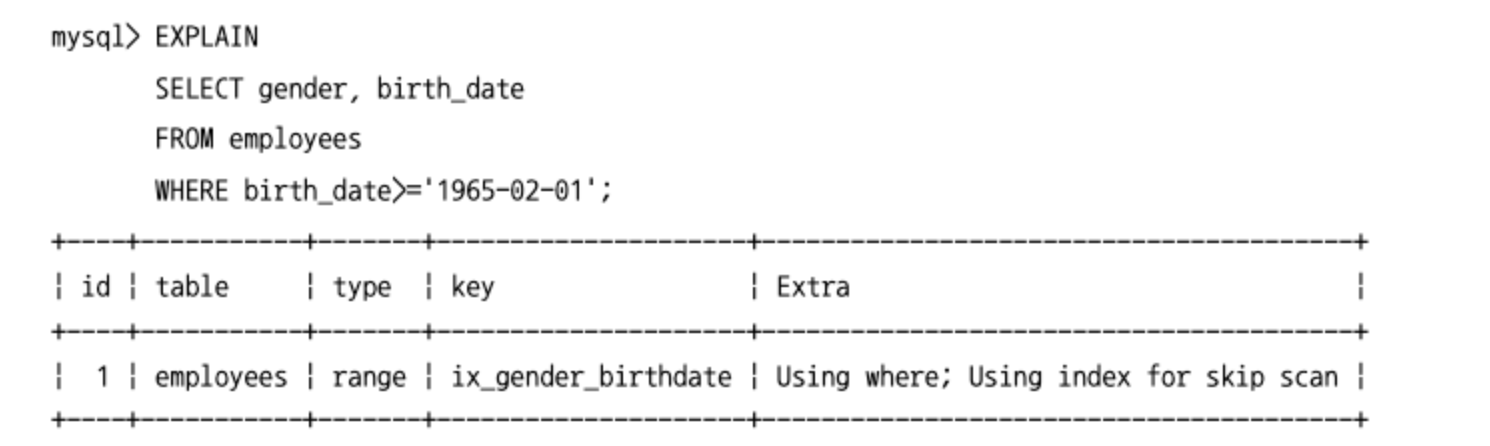 mysql> EXPLAIN
SELECT gender, birth_date
FROM employees
WHERE birth_date>='1965-02-01';
+----+-----------+-------+---------------------+----------------------------------------+
| id | table     | type  | key                 | Extra                                  |
+----+-----------+-------+---------------------+----------------------------------------+
|  1 | employees | range | ix_gender_birthdate | Using where; Using index for skip scan |
+----+-----------+-------+---------------------+----------------------------------------+